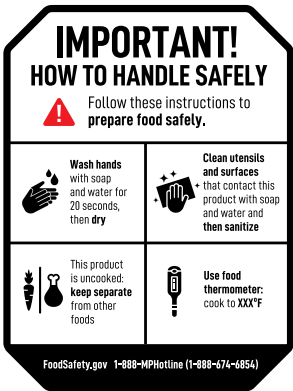 IMPORTANT!
HOW TO HANDLE SAFELY
!
Follow these instructions to
prepare food safely.
Wash hands
with soap
and water for
20 seconds,
then dry
Clean utensils
and surfaces
that contact this
product with soap
and water and
then sanitize
This product
is uncooked:
keep separate
from other
foods
Use food
thermometer:
cook to XXX°F
FoodSafety.gov 1-888-MPHotline (1-888-674-6854)